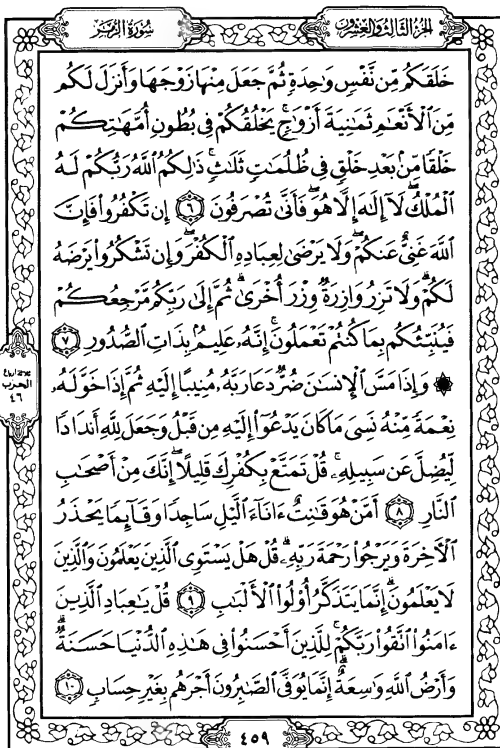 الجزء الثالث والعشرون
سورة الزمر
خَلَقَكُم مِّن نَّفْسٍ وَٰحِدَةٍ ثُمَّ جَعَلَ مِنْهَا زَوْجَهَا وَأَنزَلَ لَكُم
مِّنَ ٱلْأَنْعَٰمِ ثَمَٰنِيَةَ أَزْوَٰجٍ ۚ يَخْلُقُكُمْ فِى بُطُونِ أُمَّهَٰتِكُمْ
خَلْقًا مِّنۢ بَعْدِ خَلْقٍ فِى ظُلُمَٰتٍ ثَلَٰثٍ ۚ ذَٰلِكُمُ ٱللَّهُ رَبُّكُمْ لَهُ
ٱلْمُلْكُ ۖ لَآ إِلَٰهَ إِلَّا هُوَ ۖ فَأَنَّىٰ تُصْرَفُونَ ۝٦ إِن تَكْفُرُوا۟ فَإِنَّ
ٱللَّهَ غَنِىٌّ عَنكُمْ ۖ وَلَا يَرْضَىٰ لِعِبَادِهِ ٱلْكُفْرَ ۖ وَإِن تَشْكُرُوا۟ يَرْضَهُ
لَكُمْ ۗ وَلَا تَزِرُ وَازِرَةٌ وِزْرَ أُخْرَىٰ ۗ ثُمَّ إِلَىٰ رَبِّكُم مَّرْجِعُكُمْ
فَيُنَبِّئُكُم بِمَا كُنتُمْ تَعْمَلُونَ ۚ إِنَّهُۥ عَلِيمٌۢ بِذَاتِ ٱلصُّدُورِ ۝٧
۞ وَإِذَا مَسَّ ٱلْإِنسَٰنَ ضُرٌّ دَعَا رَبَّهُۥ مُنِيبًا إِلَيْهِ ثُمَّ إِذَا خَوَّلَهُۥ
نِعْمَةً مِّنْهُ نَسِىَ مَا كَانَ يَدْعُوٓا۟ إِلَيْهِ مِن قَبْلُ وَجَعَلَ لِلَّهِ أَندَادًا
لِّيُضِلَّ عَن سَبِيلِهِۦ ۚ قُلْ تَمَتَّعْ بِكُفْرِكَ قَلِيلًا ۖ إِنَّكَ مِنْ أَصْحَٰبِ
ٱلنَّارِ ۝٨ أَمَّنْ هُوَ قَٰنِتٌ ءَانَآءَ ٱلَّيْلِ سَاجِدًا وَقَآئِمًا يَحْذَرُ
ٱلْءَاخِرَةَ وَيَرْجُوا۟ رَحْمَةَ رَبِّهِۦ ۗ قُلْ هَلْ يَسْتَوِى ٱلَّذِينَ يَعْلَمُونَ وَٱلَّذِينَ
لَا يَعْلَمُونَ ۗ إِنَّمَا يَتَذَكَّرُ أُو۟لُوا۟ ٱلْأَلْبَٰبِ ۝٩ قُلْ يَٰعِبَادِ ٱلَّذِينَ
ءَامَنُوا۟ ٱتَّقُوا۟ رَبَّكُمْ ۚ لِلَّذِينَ أَحْسَنُوا۟ فِى هَٰذِهِ ٱلدُّنْيَا حَسَنَةٌ ۗ
وَأَرْضُ ٱللَّهِ وَٰسِعَةٌ ۗ إِنَّمَا يُوَفَّى ٱلصَّٰبِرُونَ أَجْرَهُم بِغَيْرِ حِسَابٍ ۝١٠
الحزب
٤٦
٤٥٩